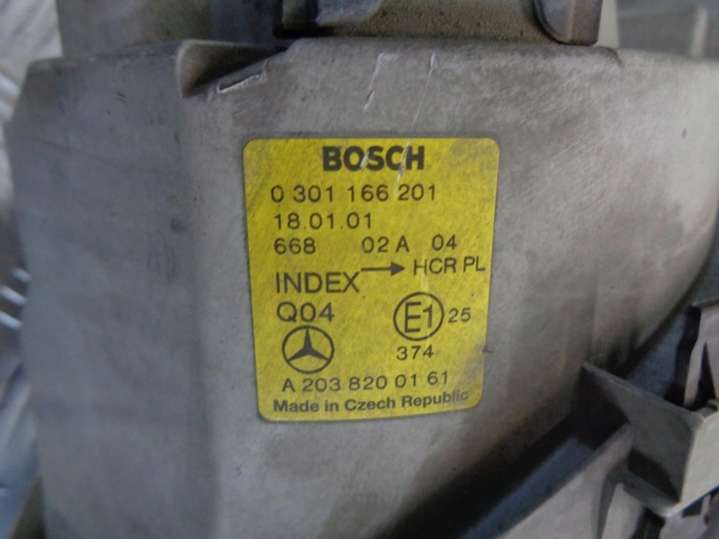 BOSCH
0 301 166 201
18.01.01
668 02 A 04
INDEX → HCR PL
Q04 E1 25
374
A 203 820 01 61
Made in Czech Republic